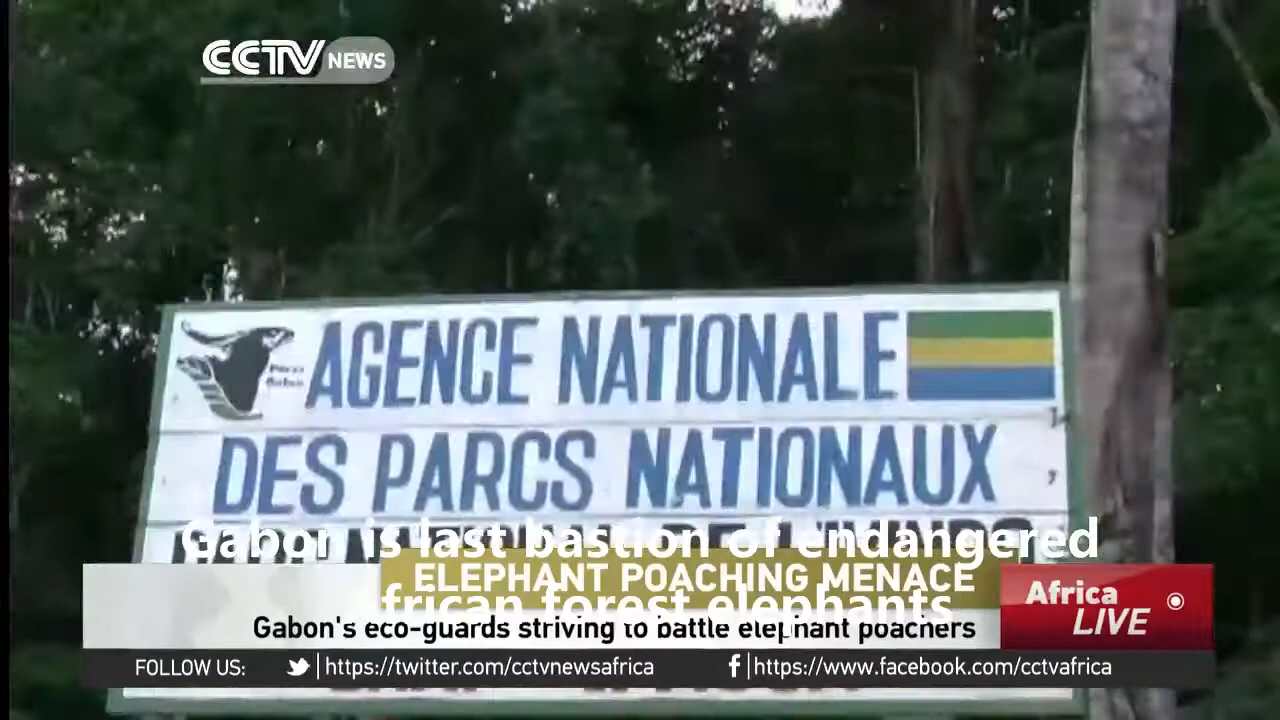 CCTV NEWS
AGENCE NATIONALE
DES PARCS NATIONAUX
Gabon is last bastion of endangered
African forest elephants
ELEPHANT POACHING MENACE
Gabon's eco-guards striving to battle elephant poachers
Africa
LIVE
FOLLOW US: https://twitter.com/cctvnewsafrica https://www.facebook.com/cctvafrica